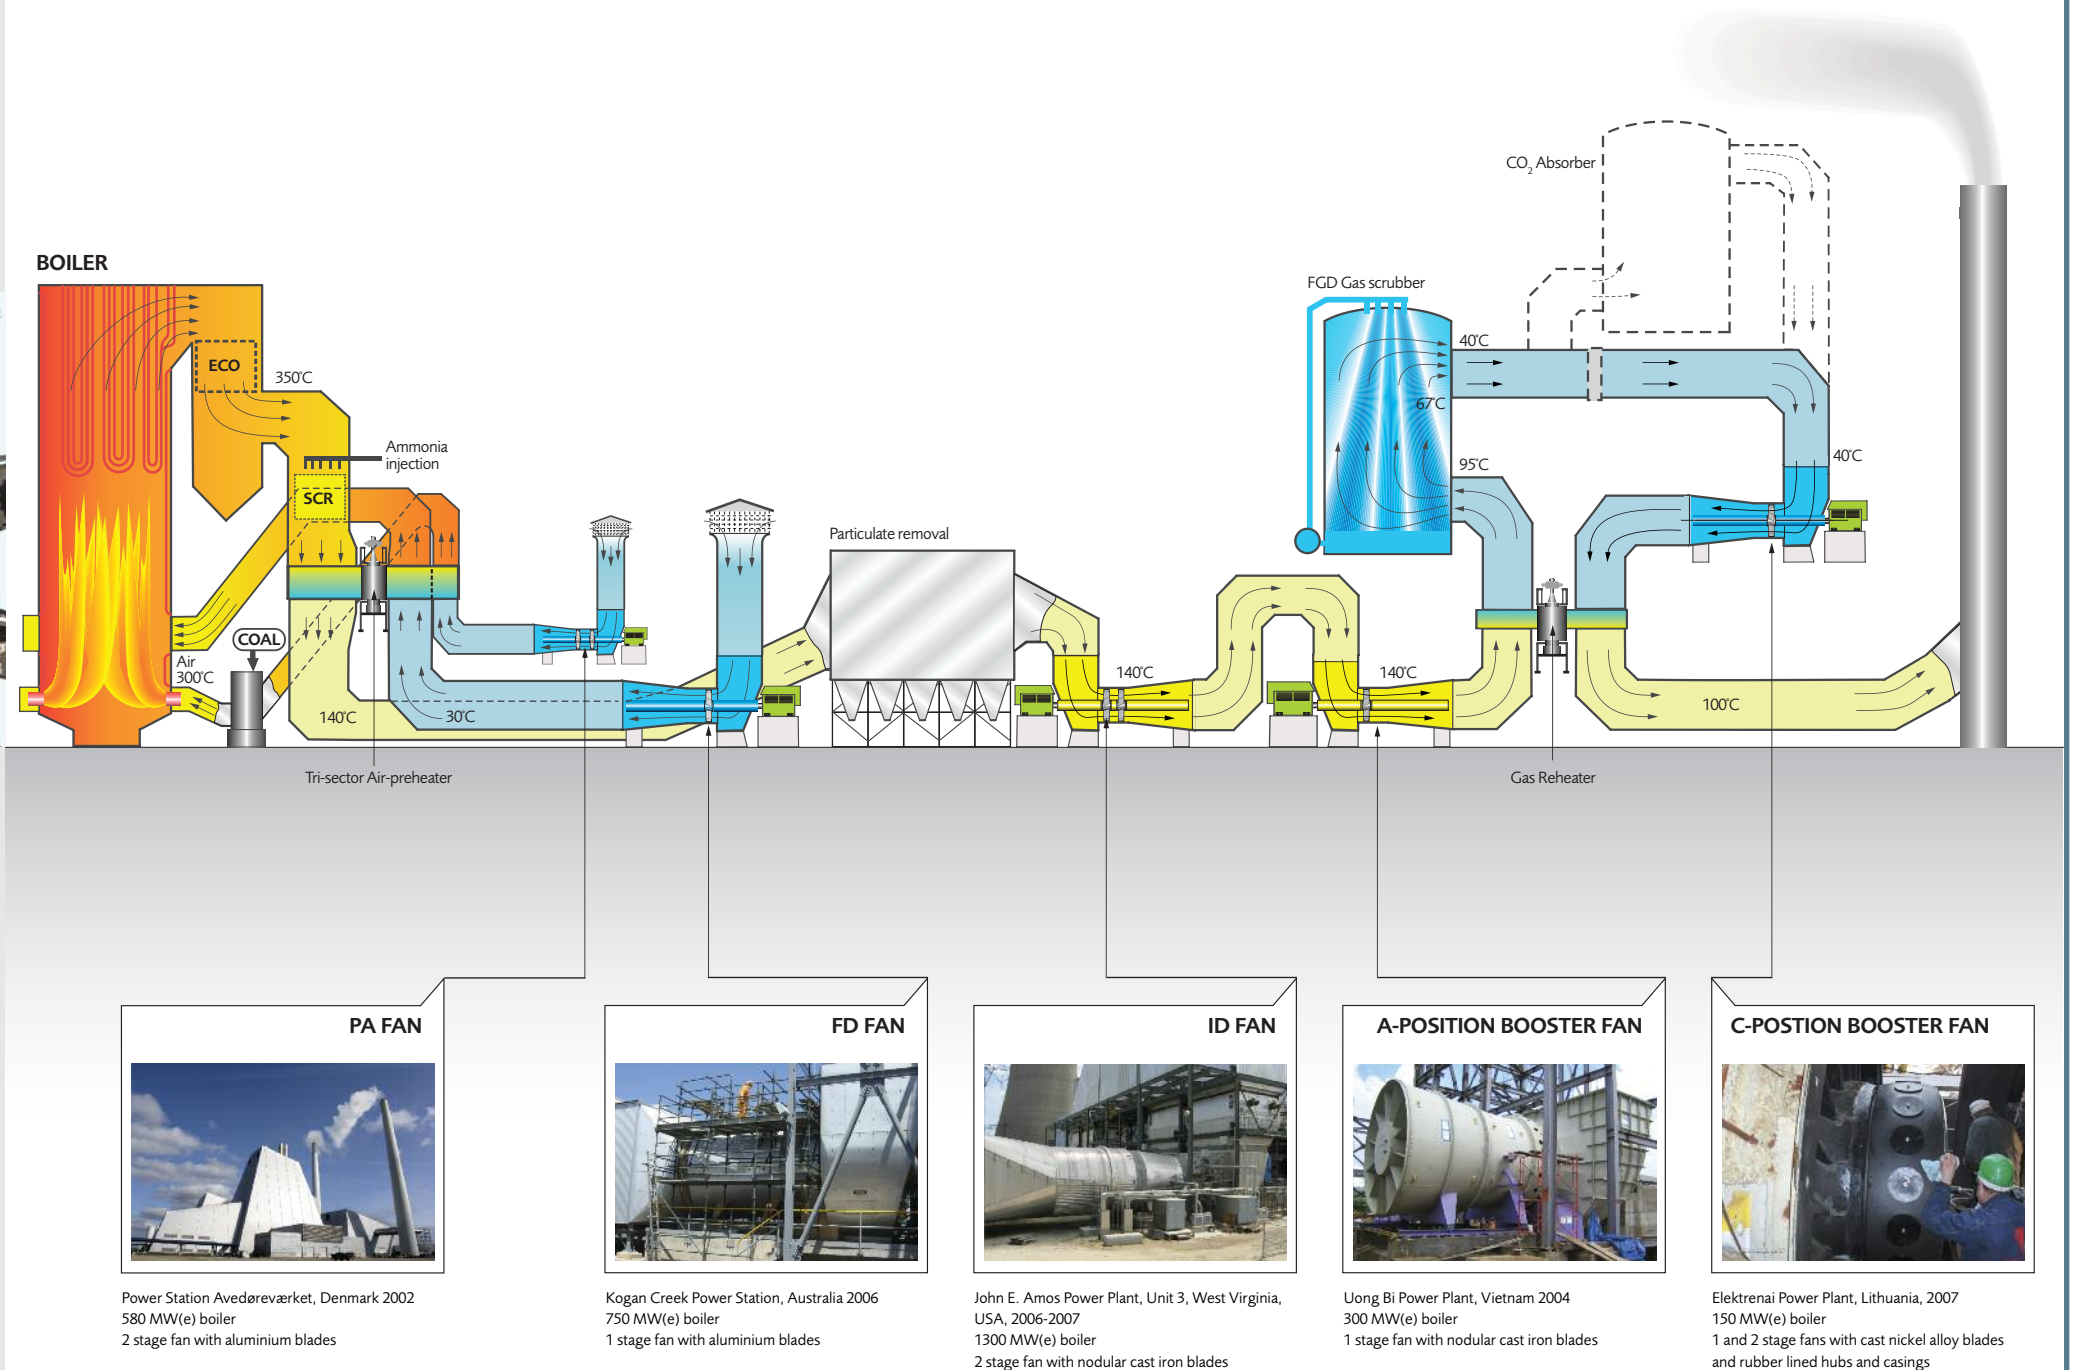 CO2 Absorber
BOILER
FGD Gas scrubber
40°C
ECO
350°C
67°C
Ammonia
injection
95°C
40°C
SCR
Particulate removal
COAL
Air
300°C
140°C
140°C
140°C
30°C
100°C
Tri-sector Air-preheater
Gas Reheater
PA FAN
FD FAN
ID FAN
A-POSITION BOOSTER FAN
C-POSTION BOOSTER FAN
Power Station Avedøreværket, Denmark 2002
580 MW(e) boiler
2 stage fan with aluminium blades
Kogan Creek Power Station, Australia 2006
750 MW(e) boiler
1 stage fan with aluminium blades
John E. Amos Power Plant, Unit 3, West Virginia,
USA, 2006-2007
1300 MW(e) boiler
2 stage fan with nodular cast iron blades
Uong Bi Power Plant, Vietnam 2004
300 MW(e) boiler
1 stage fan with nodular cast iron blades
Elektrenai Power Plant, Lithuania, 2007
150 MW(e) boiler
1 and 2 stage fans with cast nickel alloy blades
and rubber lined hubs and casings